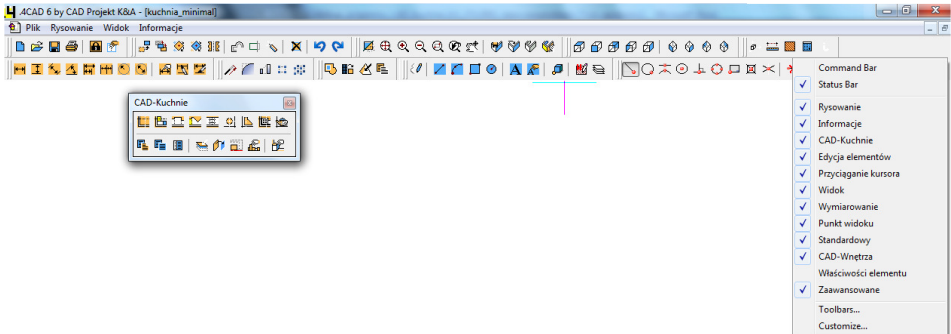 .4CAD 6 by CAD Projekt K&A - [kuchnia_minimal]
Plik Rysowanie Widok Informacje
CAD-Kuchnie
Command Bar
Status Bar
Rysowanie
Informacje
CAD-Kuchnie
Edycja elementów
Przyciąganie kursora
Widok
Wymiarowanie
Punkt widoku
Standardowy
CAD-Wnętrza
Właściwości elementu
Zaawansowane
Toolbars...
Customize...